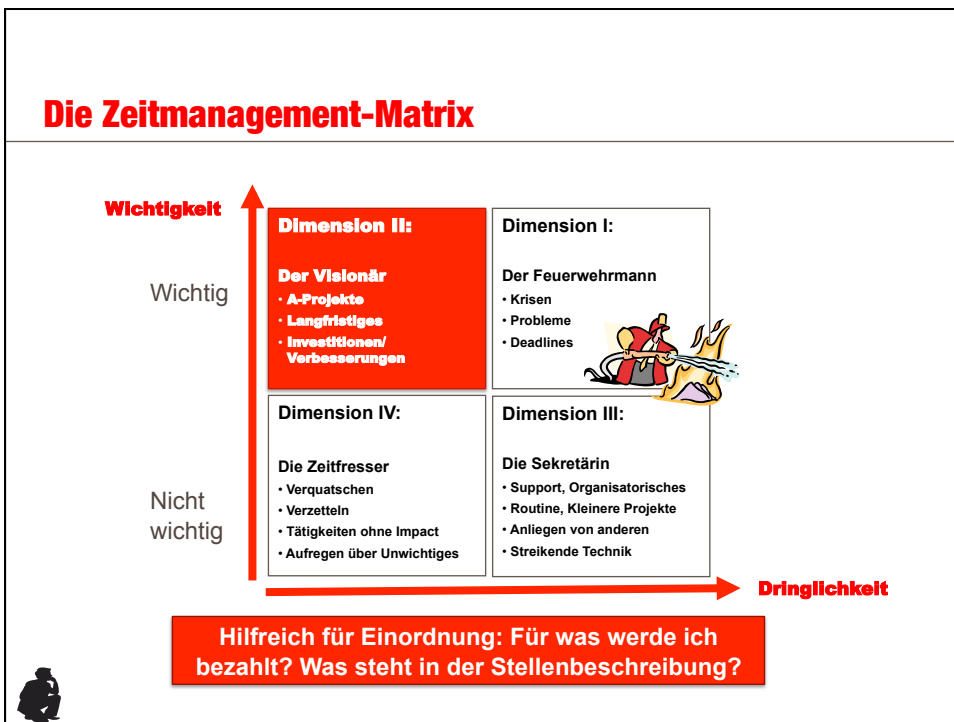 Die Zeitmanagement-Matrix
Wichtigkeit
Wichtig
Dimension II:
Der Visionär
• A-Projekte
• Langfristiges
• Investitionen/
Verbesserungen
Dimension I:
Der Feuerwehrmann
• Krisen
• Probleme
• Deadlines
Nicht
wichtig
Dimension IV:
Die Zeitfresser
• Verquatschen
• Verzetteln
• Tätigkeiten ohne Impact
• Aufregen über Unwichtiges
Dimension III:
Die Sekretärin
• Support, Organisatorisches
• Routine, Kleinere Projekte
• Anliegen von anderen
• Streikende Technik
Dringlichkeit
Hilfreich für Einordnung: Für was werde ich
bezahlt? Was steht in der Stellenbeschreibung?